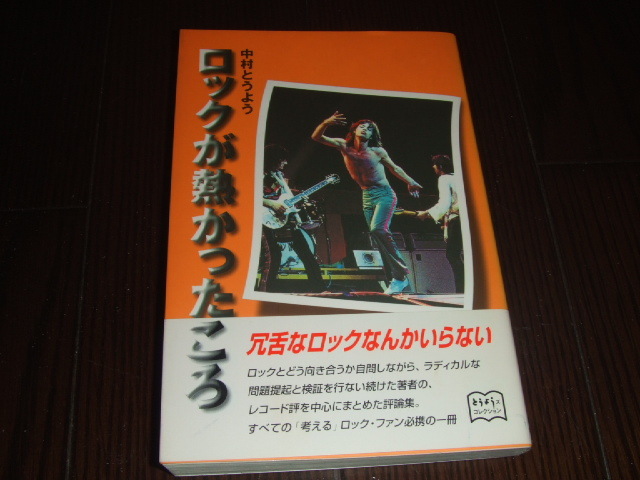 中村とうよう
ロックが熱かったころ
冗舌なロックなんかいらない
ロックとどう向き合うか自問しながら、ラディカルな
問題提起と検証を行ない続けた著者の、
レコード評を中心にまとめた評論集。
すべての「考える」ロック・ファン必携の一冊
とうようズ
コレクション